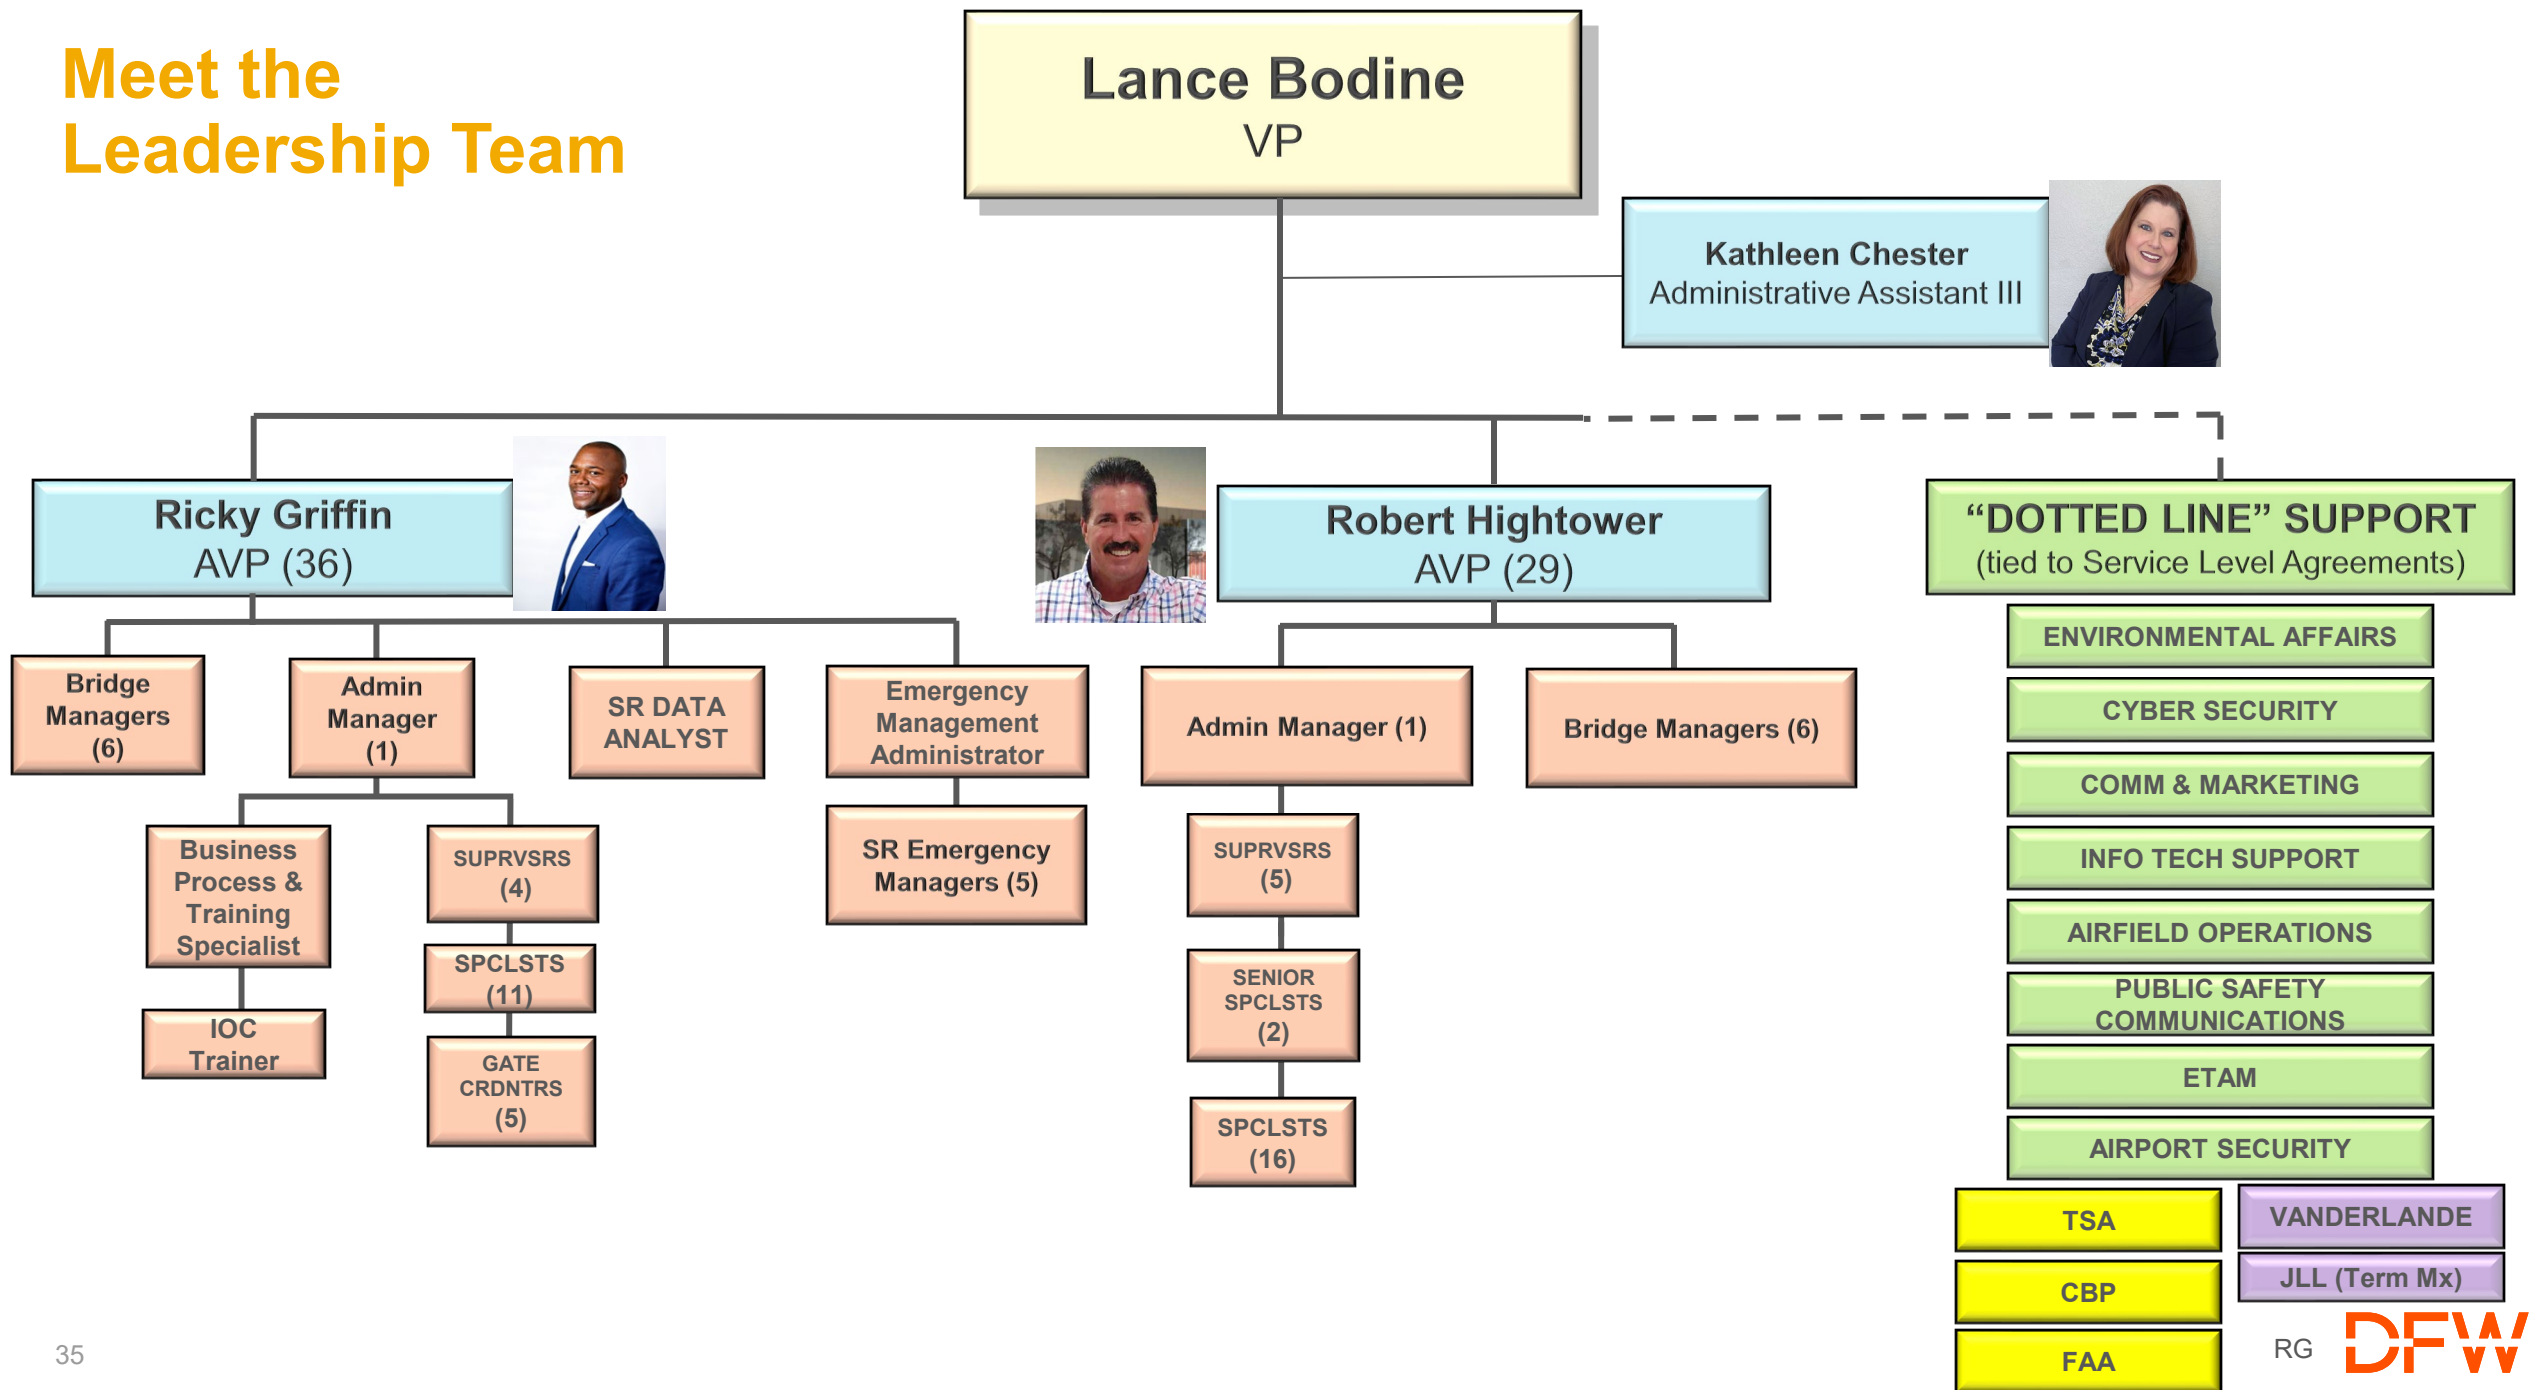 Meet the
Leadership Team
Lance Bodine
VP
Kathleen Chester
Administrative Assistant III
Ricky Griffin
AVP (36)
Robert Hightower
AVP (29)
“DOTTED LINE” SUPPORT
(tied to Service Level Agreements)
Bridge
Managers
(6)
Admin
Manager
(1)
SR DATA
ANALYST
Emergency
Management
Administrator
Admin Manager (1)
Bridge Managers (6)
Business
Process &
Training
Specialist
IOC
Trainer
SUPRVSRS
(4)
SPCLSTS
(11)
GATE
CRDNTRS
(5)
SR Emergency
Managers (5)
SUPRVSRS
(5)
SENIOR
SPCLSTS
(2)
SPCLSTS
(16)
ENVIRONMENTAL AFFAIRS
CYBER SECURITY
COMM & MARKETING
INFO TECH SUPPORT
AIRFIELD OPERATIONS
PUBLIC SAFETY
COMMUNICATIONS
ETAM
AIRPORT SECURITY
TSA
CBP
FAA
VANDERLANDE
JLL (Term Mx)
35
RG
DFW